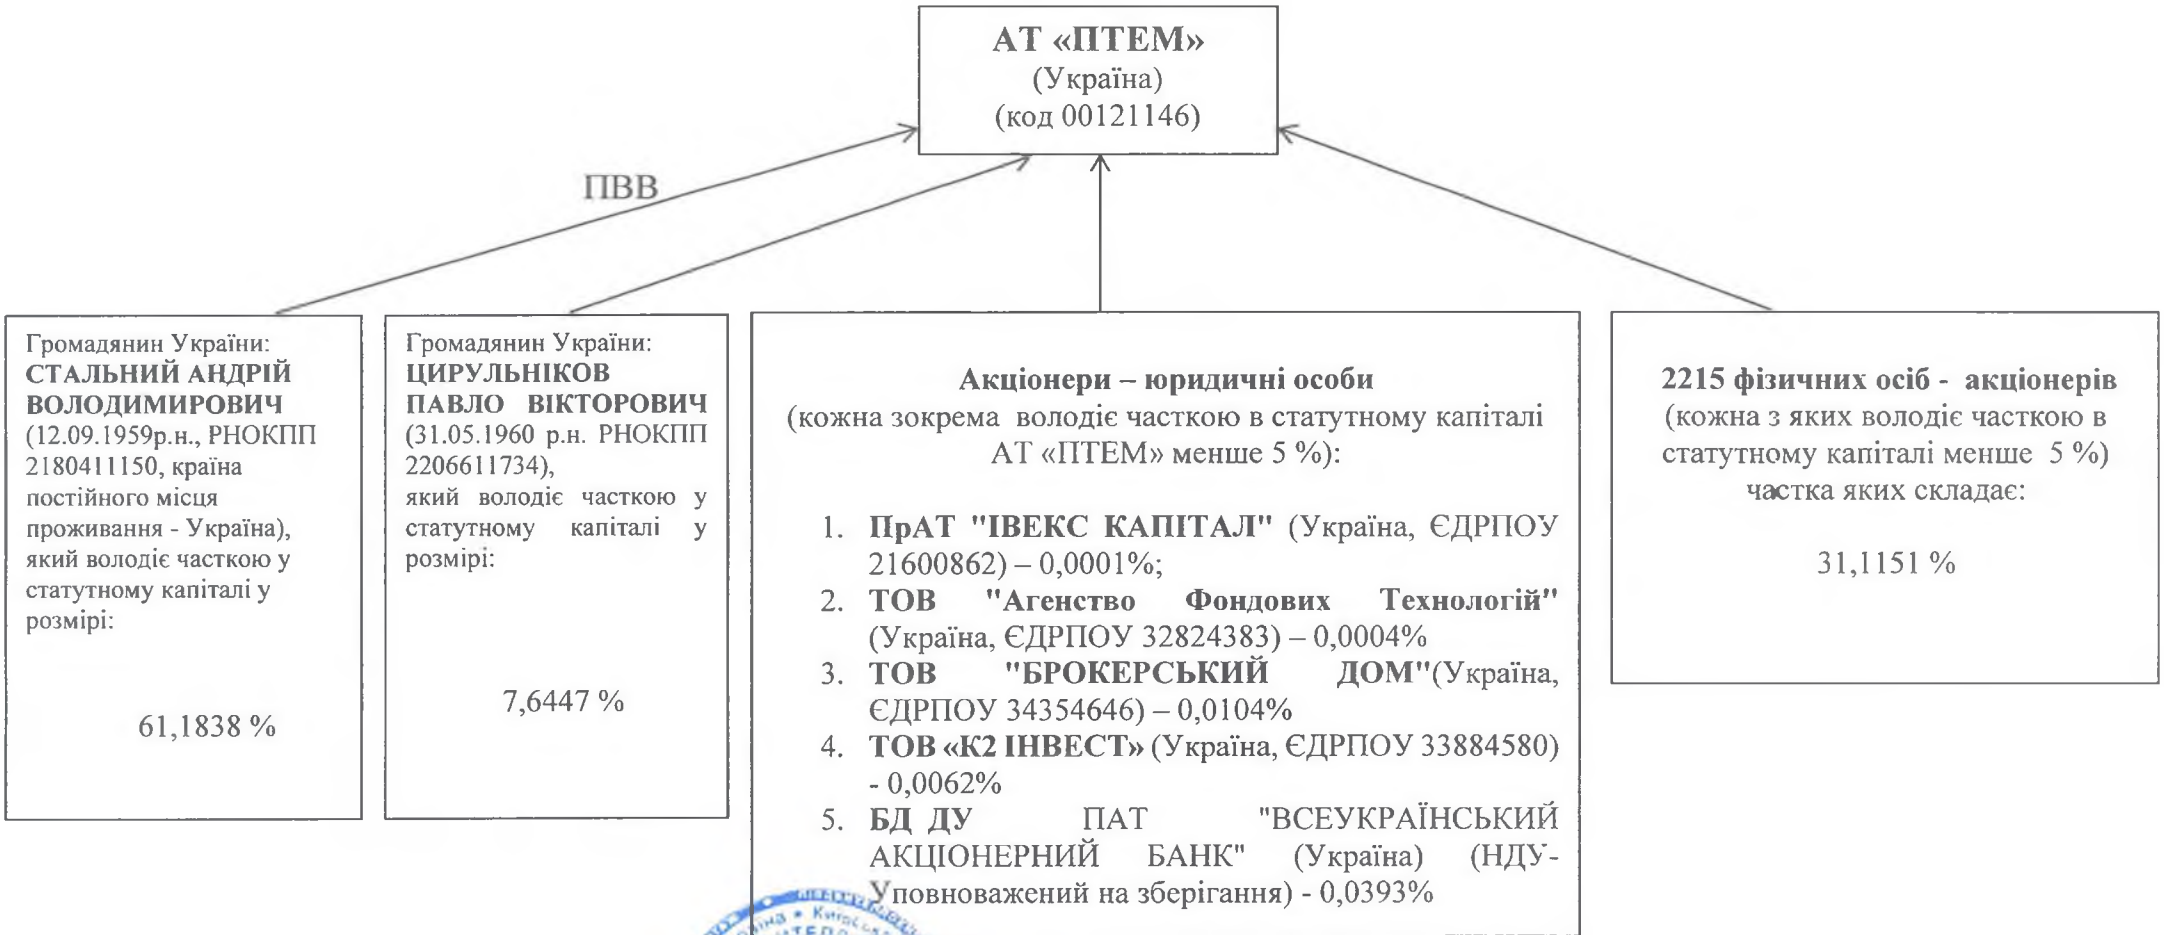 АТ «ПТЕМ»
(Україна)
(код 00121146)
ПВВ
Громадянин України:
СТАЛЬНИЙ АНДРІЙ
ВОЛОДИМИРОВИЧ
(12.09.1959р.н., РНОКПП
2180411150, країна
постійного місця
проживання - Україна),
який володіє часткою у
статутному капіталі у
розмірі:
61,1838 %
Громадянин України:
ЦИРУЛЬНІКОВ
ПАВЛО ВІКТОРОВИЧ
(31.05.1960 р.н. РНОКПП
2206611734),
який володіє часткою у
статутному капіталі у
розмірі:
7,6447 %
Акціонери – юридичні особи
(кожна зокрема володіє часткою в статутному капіталі
АТ «ПТЕМ» менше 5 %):
1. ПрАТ "ІВЕКС КАПІТАЛ" (Україна, ЄДРПОУ
21600862) – 0,0001%;
2. ТОВ "Агенство Фондових Технологій"
(Україна, ЄДРПОУ 32824383) – 0,0004%
3. ТОВ "БРОКЕРСЬКИЙ ДОМ"(Україна,
ЄДРПОУ 34354646) – 0,0104%
4. ТОВ «К2 ІНВЕСТ» (Україна, ЄДРПОУ 33884580)
- 0,0062%
5. БД ДУ ПАТ "ВСЕУКРАЇНСЬКИЙ
АКЦІОНЕРНИЙ БАНК" (Україна) (НДУ-
Уповноважений на зберігання) - 0,0393%
2215 фізичних осіб - акціонерів
(кожна з яких володіє часткою в
статутному капіталі менше 5 %)
частка яких складає:
31,1151 %